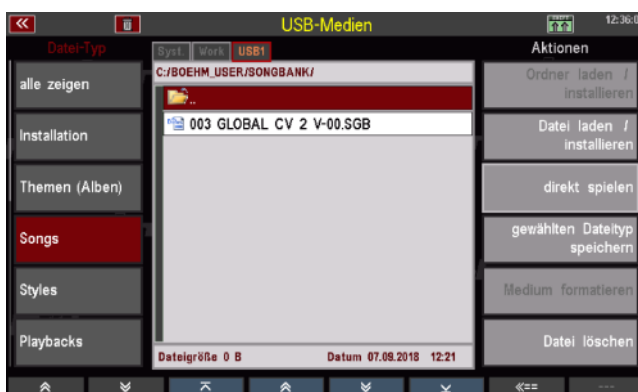 USB-Medien
12:36:0
Datei-Typ
Syst. Work USB1
Aktionen
C:/BOEHM_USER/SONGBANK/
..
003 GLOBAL CV 2 V-00.SGB
alle zeigen
Installation
Themen (Alben)
Songs
Styles
Playbacks
Ordner laden /
installieren
Datei laden /
installieren
direkt spielen
gewählten Dateityp
speichern
Medium formatieren
Datei löschen
Dateigröße 0 B Datum 07.09.2018 12:21
«==
---